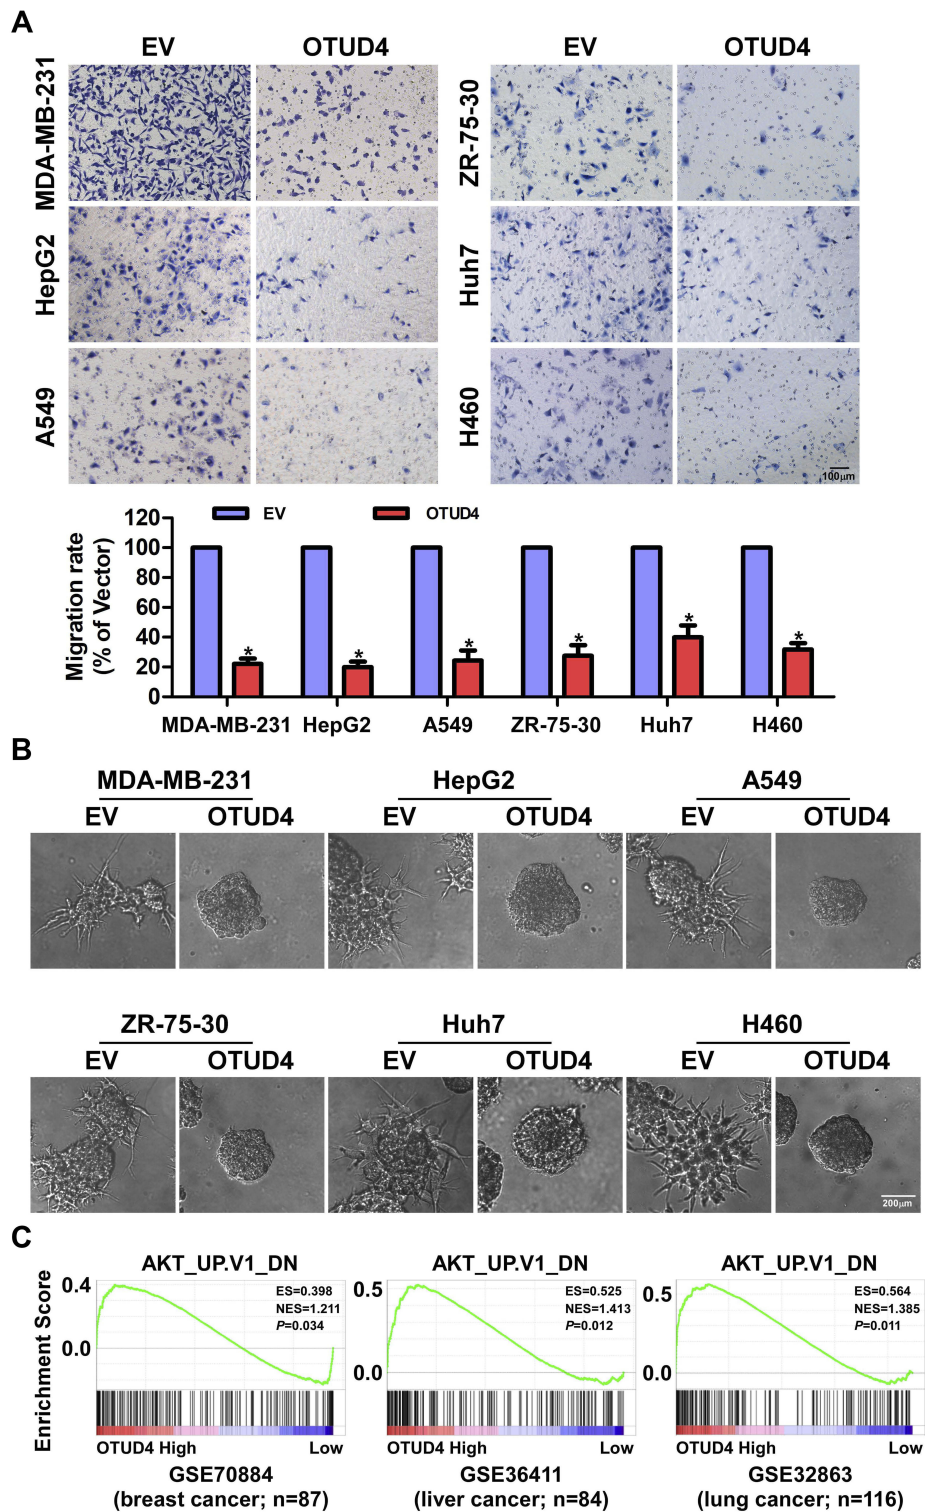 A
EV OTUD4 EV OTUD4
MDA-MB-231
ZR-75-30
HepG2
Huh7
A549
H460
100μm
EV OTUD4
Migration rate
(% of Vector)
120
100
80
60
40
20
0
* * * * * *
MDA-MB-231 HepG2 A549 ZR-75-30 Huh7 H460
B
MDA-MB-231 HepG2 A549
EV OTUD4 EV OTUD4 EV OTUD4
ZR-75-30 Huh7 H460
EV OTUD4 EV OTUD4 EV OTUD4
200μm
C
Enrichment Score
AKT_UP.V1_DN
0.4
0.0
ES=0.398
NES=1.211
P=0.034
OTUD4 High Low
GSE70884
(breast cancer; n=87)
AKT_UP.V1_DN
0.5
0.0
ES=0.525
NES=1.413
P=0.012
OTUD4 High Low
GSE36411
(liver cancer; n=84)
AKT_UP.V1_DN
0.5
0.0
ES=0.564
NES=1.385
P=0.011
OTUD4 High Low
GSE32863
(lung cancer; n=116)